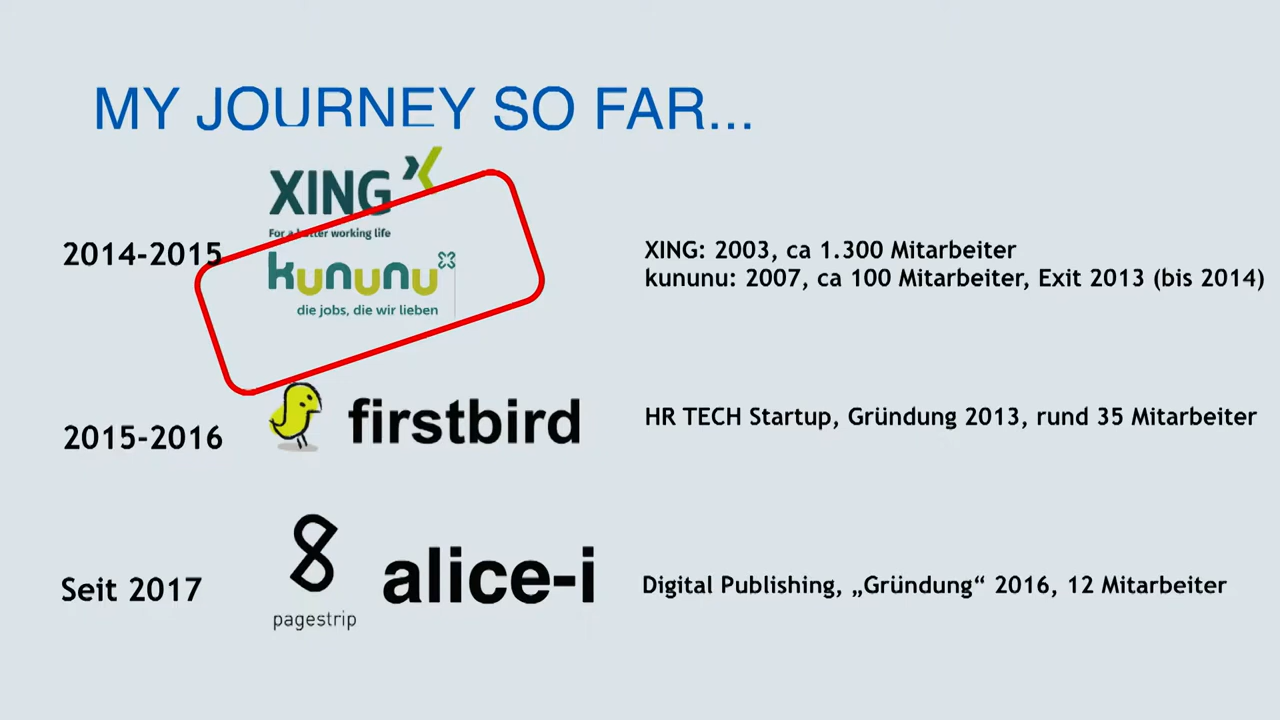 MY JOURNEY SO FAR...
XING
For a better working life
2014-2015
kununu
die jobs, die wir lieben
XING: 2003, ca 1.300 Mitarbeiter
kununu: 2007, ca 100 Mitarbeiter, Exit 2013 (bis 2014)
2015-2016
firstbird
HR TECH Startup, Gründung 2013, rund 35 Mitarbeiter
Seit 2017
pagestrip
alice-i
Digital Publishing, „Gründung“ 2016, 12 Mitarbeiter